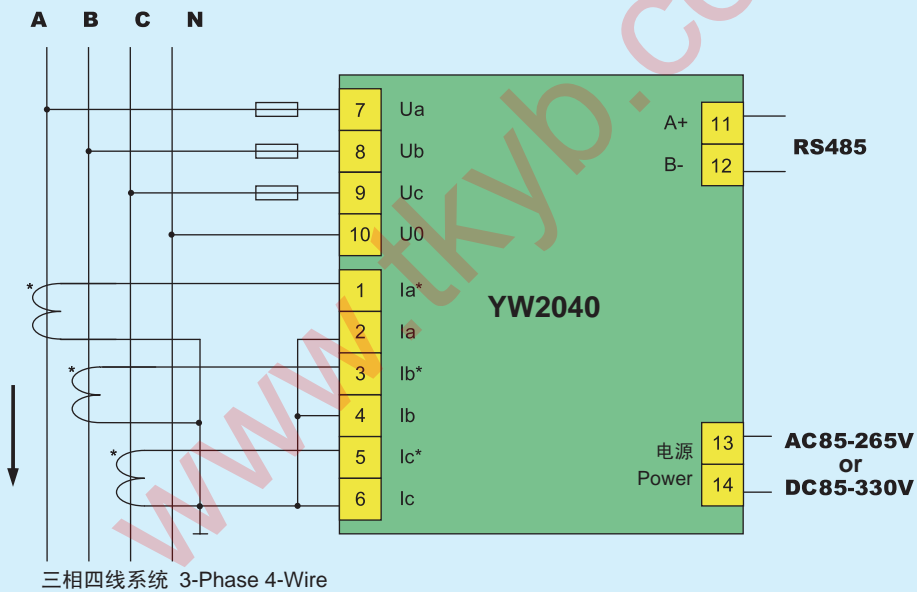 A B C N
7 Ua
8 Ub
9 Uc
10 U0
1 Ia*
2 Ia
3 Ib*
4 Ib
5 Ic*
6 Ic
*
*
*
YW2040
A+ 11
B- 12
RS485
电源 13
Power 14
AC85-265V
or
DC85-330V
三相四线系统 3-Phase 4-Wire
www.tkyb.co